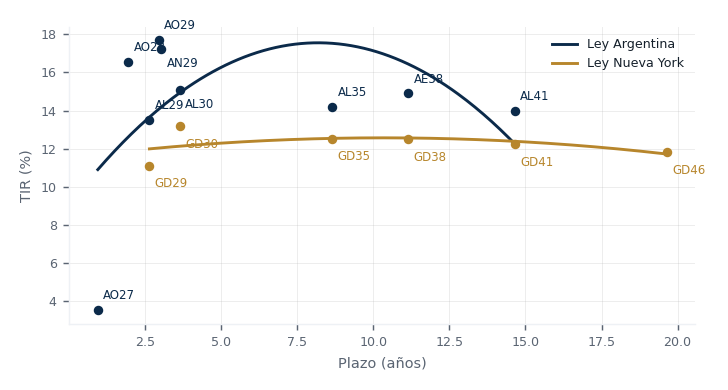 AO29
AO2
AN29
AL29
AL30
AL35
AE38
AL41
GD30
GD29
GD35
GD38
GD41
GD46
AO27
Ley Argentina
Ley Nueva York
18
16
14
12
10
8
6
4
TIR (%)
2.5
5.0
7.5
10.0
12.5
15.0
17.5
20.0
Plazo (años)